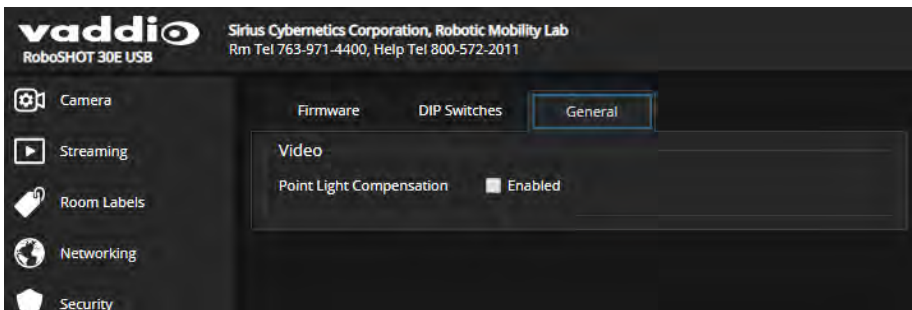 vaddio
RoboSHOT 30E USB
Sirius Cybernetics Corporation, Robotic Mobility Lab
Rm Tel 763-971-4400, Help Tel 800-572-2011
Camera
Streaming
Room Labels
Networking
Security
Firmware DIP Switches General
Video
Point Light Compensation Enabled